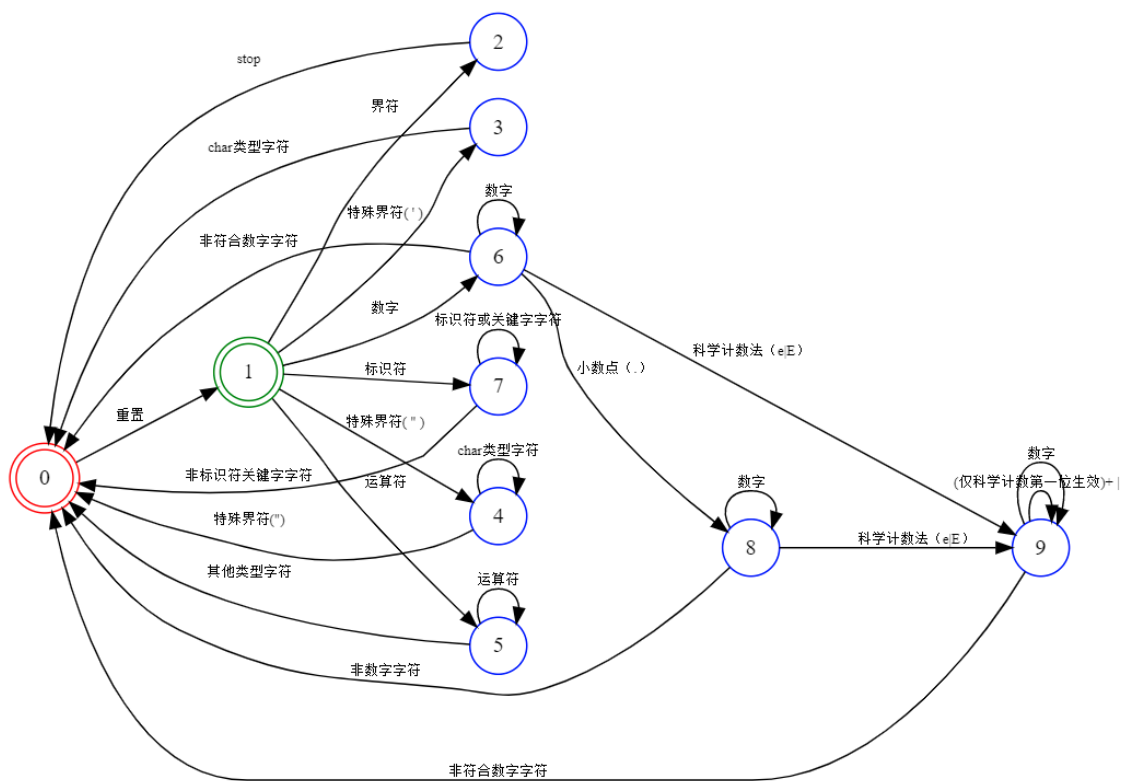 2
stop
界符
3
char类型字符
特殊界符( ' )
数字
非符合数字字符
6
数字
标识符或关键字字符
科学计数法（e|E）
小数点（.）
1
标识符
7
重置
特殊界符( " )
char类型字符
0
非标识符关键字字符
运算符
数字
数字
(仅科学计数第一位生效)+ |
特殊界符(")
4
科学计数法（e|E）
8
9
其他类型字符
运算符
5
非数字字符
非符合数字字符